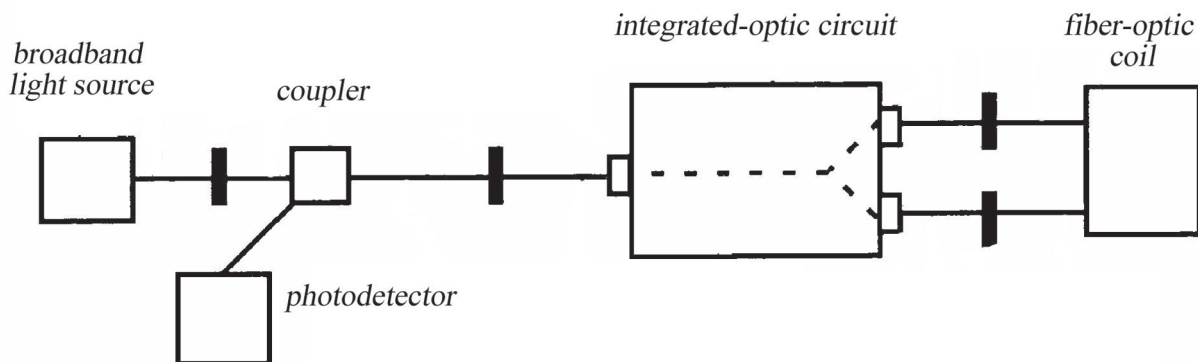 broadband
light source
coupler
photodetector
integrated-optic circuit
fiber-optic
coil